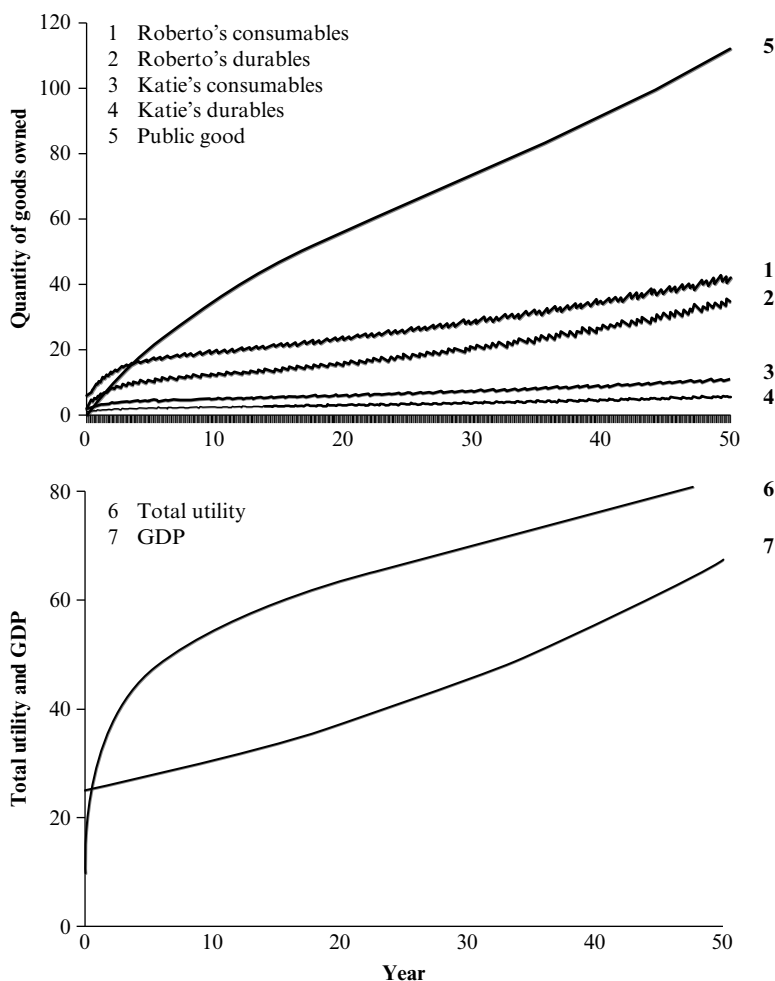 120
100
80
60
40
20
0
Quantity of goods owned
1 Roberto’s consumables
2 Roberto’s durables
3 Katie’s consumables
4 Katie’s durables
5 Public good
5
1
2
3
4
0 10 20 30 40 50
80
60
40
20
0
Total utility and GDP
6 Total utility
7 GDP
6
7
0 10 20 30 40 50
Year